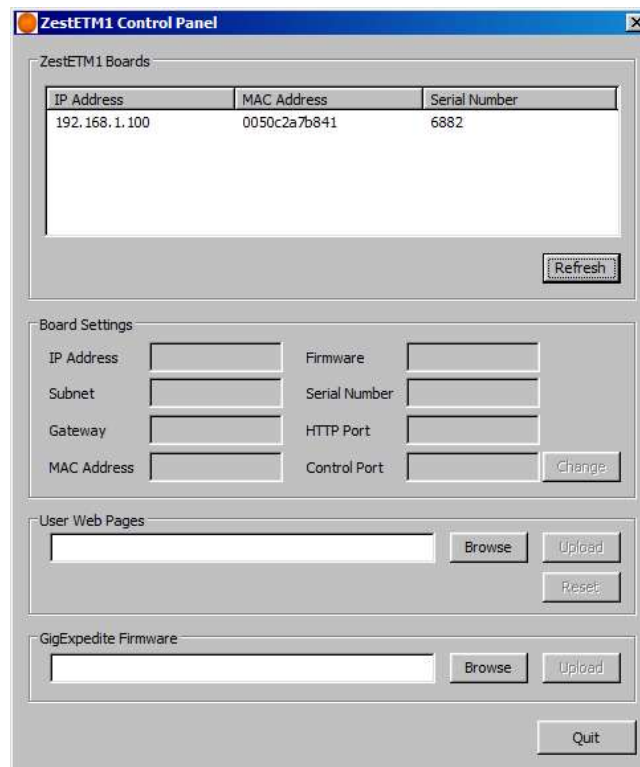 ZestETM1 Control Panel
ZestETM1 Boards
IP Address MAC Address Serial Number
192.168.1.100 0050c2a7b841 6882
Refresh
Board Settings
IP Address Firmware
Subnet Serial Number
Gateway HTTP Port
MAC Address Control Port Change
User Web Pages
Browse Upload
Reset
GigExpedite Firmware
Browse Upload
Quit